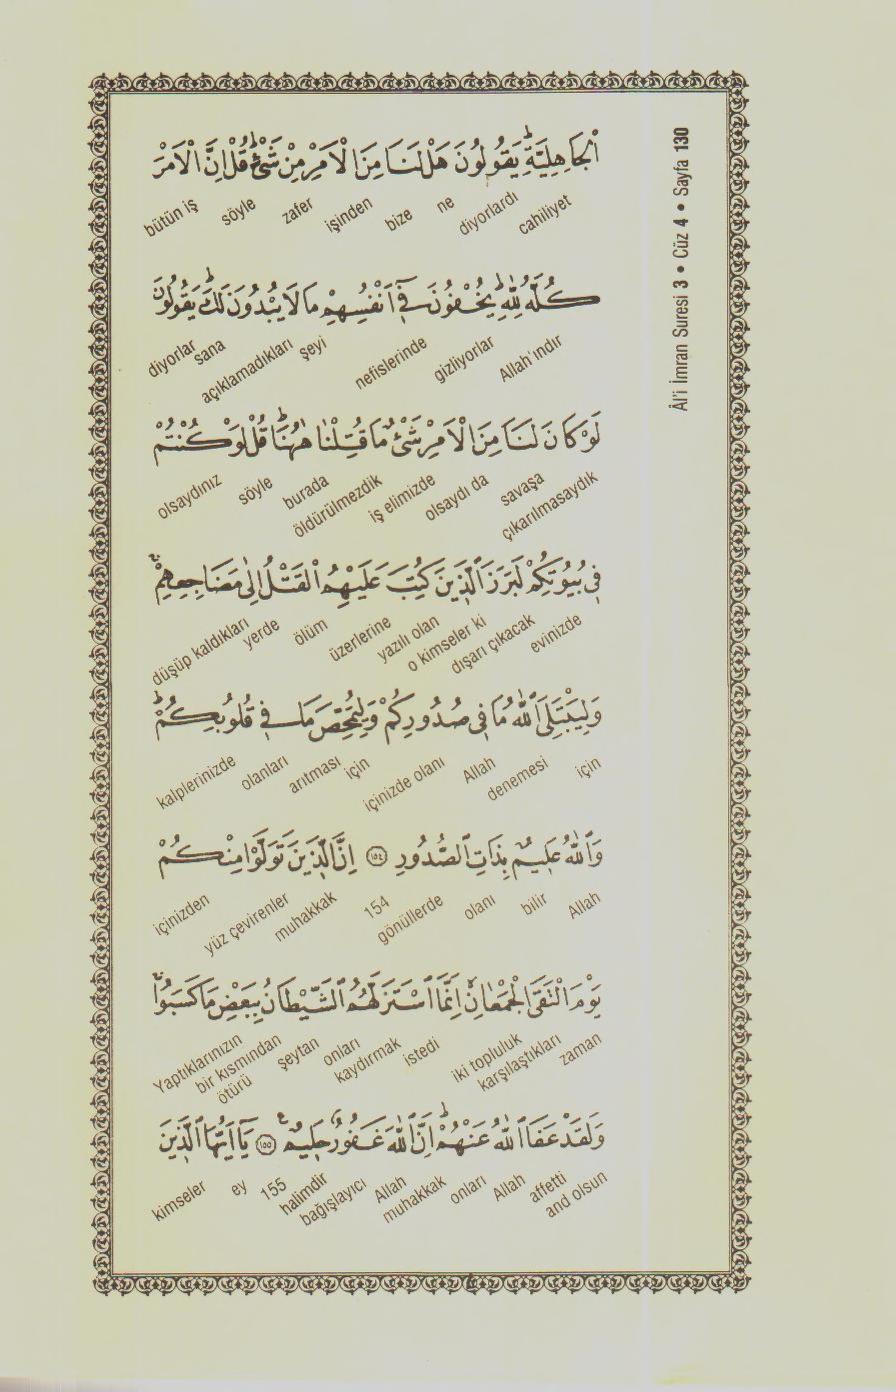 Âl'i İmran Suresi 3 • Cüz 4 • Sayfa 130
اْلجَاهِلِيَّةِۜ يَقُولُونَ هَلْ لَنَا مِنَ الْاَمْرِ مِنْ شَيْءٍۜ قُلْ اِنَّ الْاَمْرَ
cahiliyet diyorlardı ne bize işinden zafer söyle bütün iş
كُلَّهُ لِلّٰهِۜ يُخْفُونَ فٓي اَنْفُسِهِمْ مَا لَا يُبْدُونَ لَكَۜ يَقُولُونَ
Allah'ındır gizliyorlar nefislerinde şeyi açıklamadıkları sana diyorlar
لَوْ كَانَ لَنَا مِنَ الْاَمْرِ شَيْءٌ مَا قُتِلْنَا هٰهُنَاۜ قُلْ لَوْ كُنْتُمْ
savaşa çıkarılmasaydık olsaydı da iş elimizde öldürülmezdik burada söyle olsaydınız
فٖي بُيُوتِكُمْ لَبَرَزَ الَّذٖينَ كُتِبَ عَلَيْهِمُ الْقَتْلُ اِلٰى مَضَاجِعِهِمْۚ
evinizde dışarı çıkacak o kimseler ki yazılı olan üzerlerine ölüm yerde düşüp kaldıkları
وَلِيَبْتَلِيَ اللّٰهُ مَا فٖي صُدُورِكُمْ وَلِيُمَحِّصَ مَا فٖي قُلُوبِكُمْۜ
için denemesi Allah içinizde olanı için arıtması olanları kalplerinizde
وَاللّٰهُ عَلٖيمٌ بِذَاتِ الصُّدُورِ ١٥٤ اِنَّ الَّذٖينَ تَوَلَّوْا مِنْكُمْ
Allah bilir olanı gönüllerde 154 muhakkak yüz çevirenler içinizden
يَوْمَ الْتَقَى الْجَمْعَانِۙ اِنَّمَا اسْتَزَلَّهُمُ الشَّيْطَانُ بِبَعْضِ مَا كَسَبُواۚ
zaman iki topluluk karşılaştıkları istedi onları kaydırmak şeytan Yaptıklarınızın bir kısmından ötürü
وَلَقَدْ عَفَا اللّٰهُ عَنْهُمْۜ اِنَّ اللّٰهَ غَفُورٌ حَلٖيمٌۚ ١٥٥ يَٓا اَيُّهَا الَّذٖينَ
and olsun affetti Allah onları muhakkak Allah bağışlayıcı halimdir 155 ey kimseler